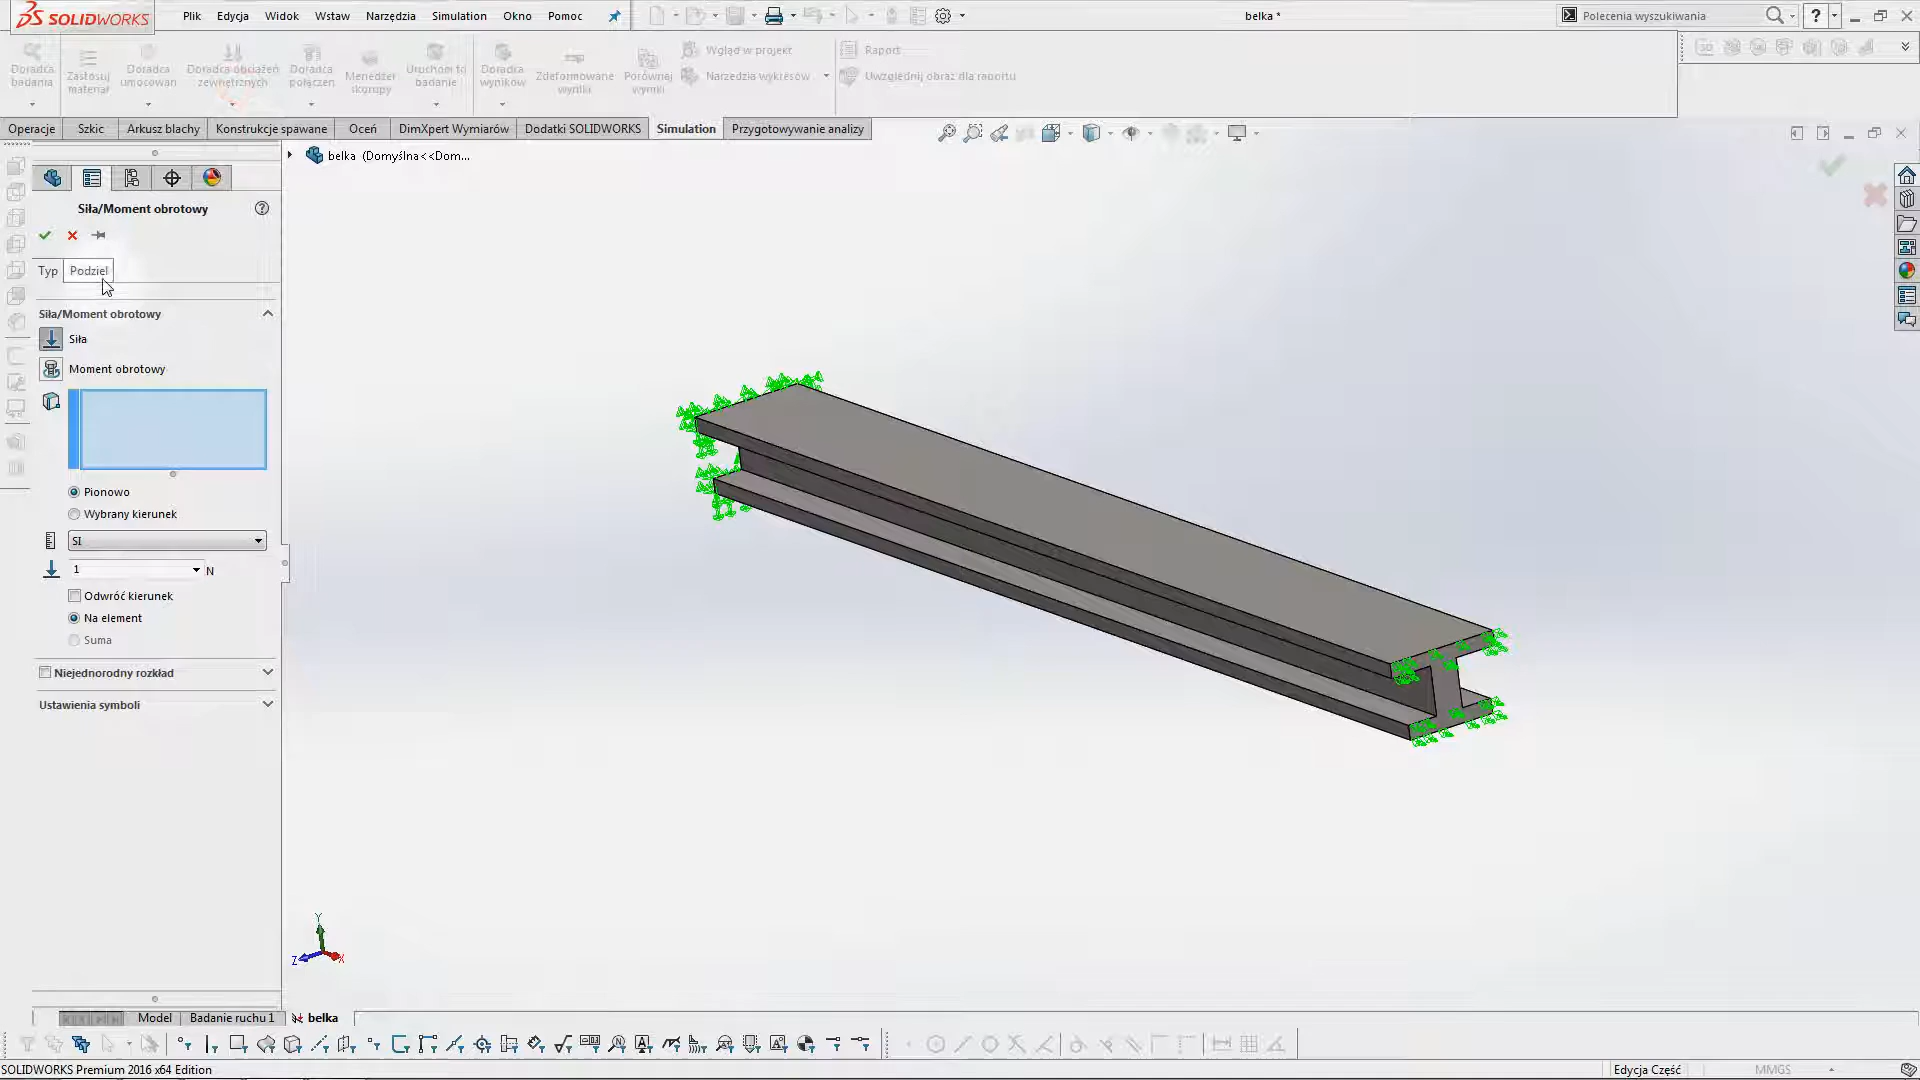 SOLIDWORKS Plik Edycja Widok Wstaw Narzędzia Simulation Okno Pomoc belka * Polecenia wyszukiwania ?
Doradca badania
Zastosuj materiał
Doradca umocowań
Doradca obciążeń zewnętrznych
Doradca połączeń
Menedżer skorupy
Uruchom to badanie
Doradca wyników
Zdeformowane wyniki
Porównaj wyniki
Wgląd w projekt
Narzędzia wykresów
Raport
Uwzględnij obraz dla raportu
Operacje Szkic Arkusz blachy Konstrukcje spawane Oceń DimXpert Wymiarów Dodatki SOLIDWORKS Simulation Przygotowywanie analizy
belka (Domyślna<<Dom...
Siła/Moment obrotowy ?
Typ Podziel
Siła/Moment obrotowy
Siła
Moment obrotowy
Pionowo
Wybrany kierunek
SI
1 N
Odwróć kierunek
Na element
Suma
Niejednorodny rozkład
Ustawienia symboli
Y
Z X
Model Badanie ruchu 1 belka
SOLIDWORKS Premium 2016 x64 Edition Edycja Część MMGS